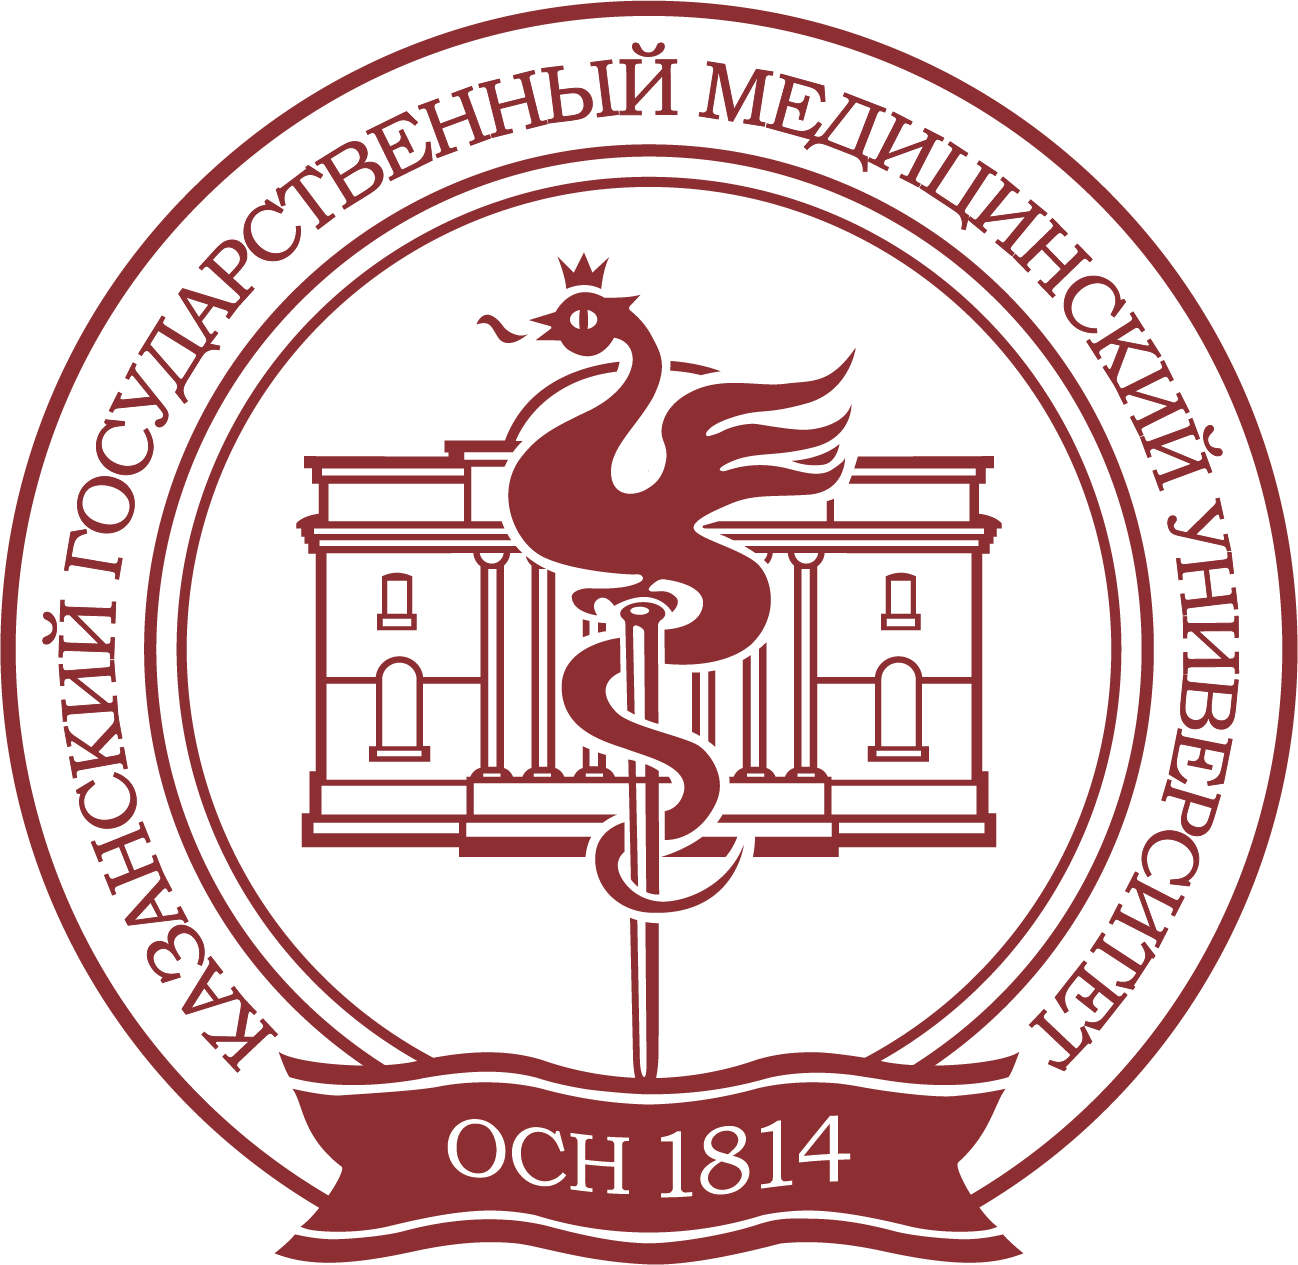 КАЗАНСКИЙ ГОСУДАРСТВЕННЫЙ МЕДИЦИНСКИЙ УНИВЕРСИТЕТ
ОСН 1814